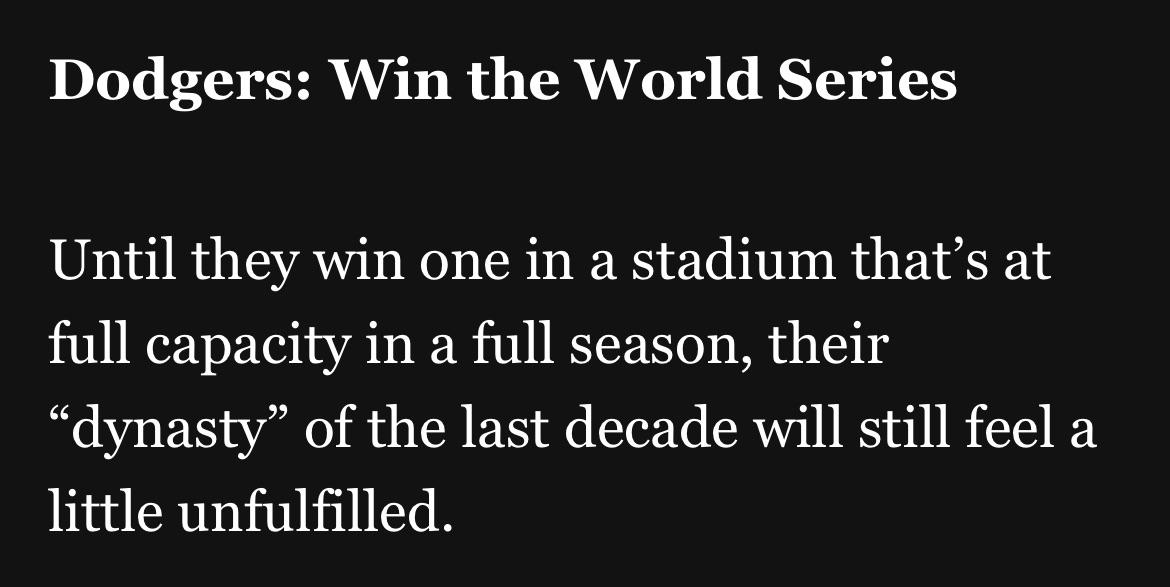 Dodgers: Win the World Series
Until they win one in a stadium that’s at
full capacity in a full season, their
“dynasty” of the last decade will still feel a
little unfulfilled.